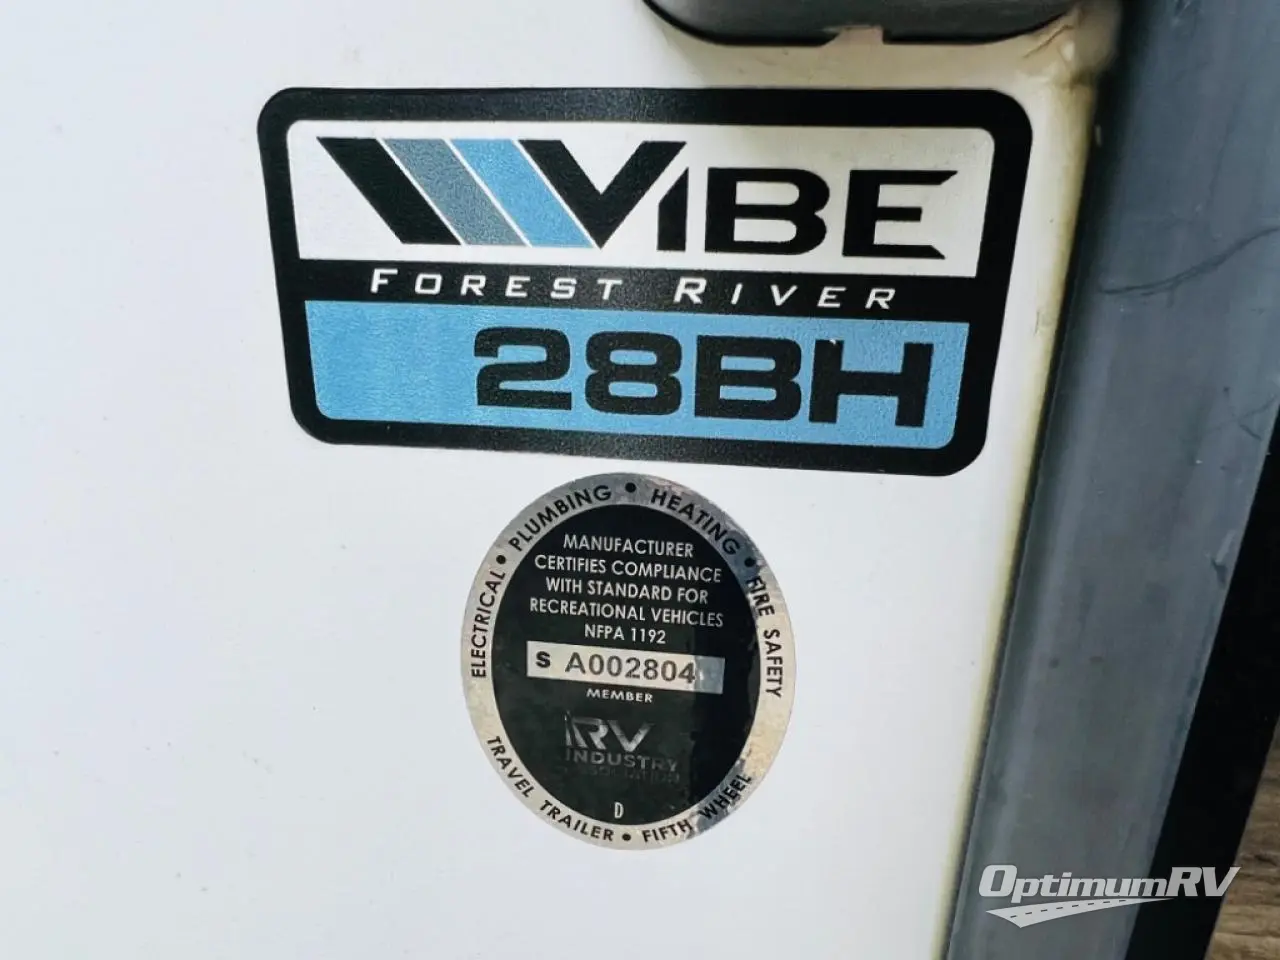 VIBE
FOREST RIVER
28BH
ELECTRICAL • PLUMBING • HEATING • FIRE SAFETY
MANUFACTURER
CERTIFIES COMPLIANCE
WITH STANDARD FOR
RECREATIONAL VEHICLES
NFPA 1192
S A002804
MEMBER
RV
INDUSTRY
ASSOCIATION
D
TRAVEL TRAILER • FIFTH WHEEL
OptimumRV